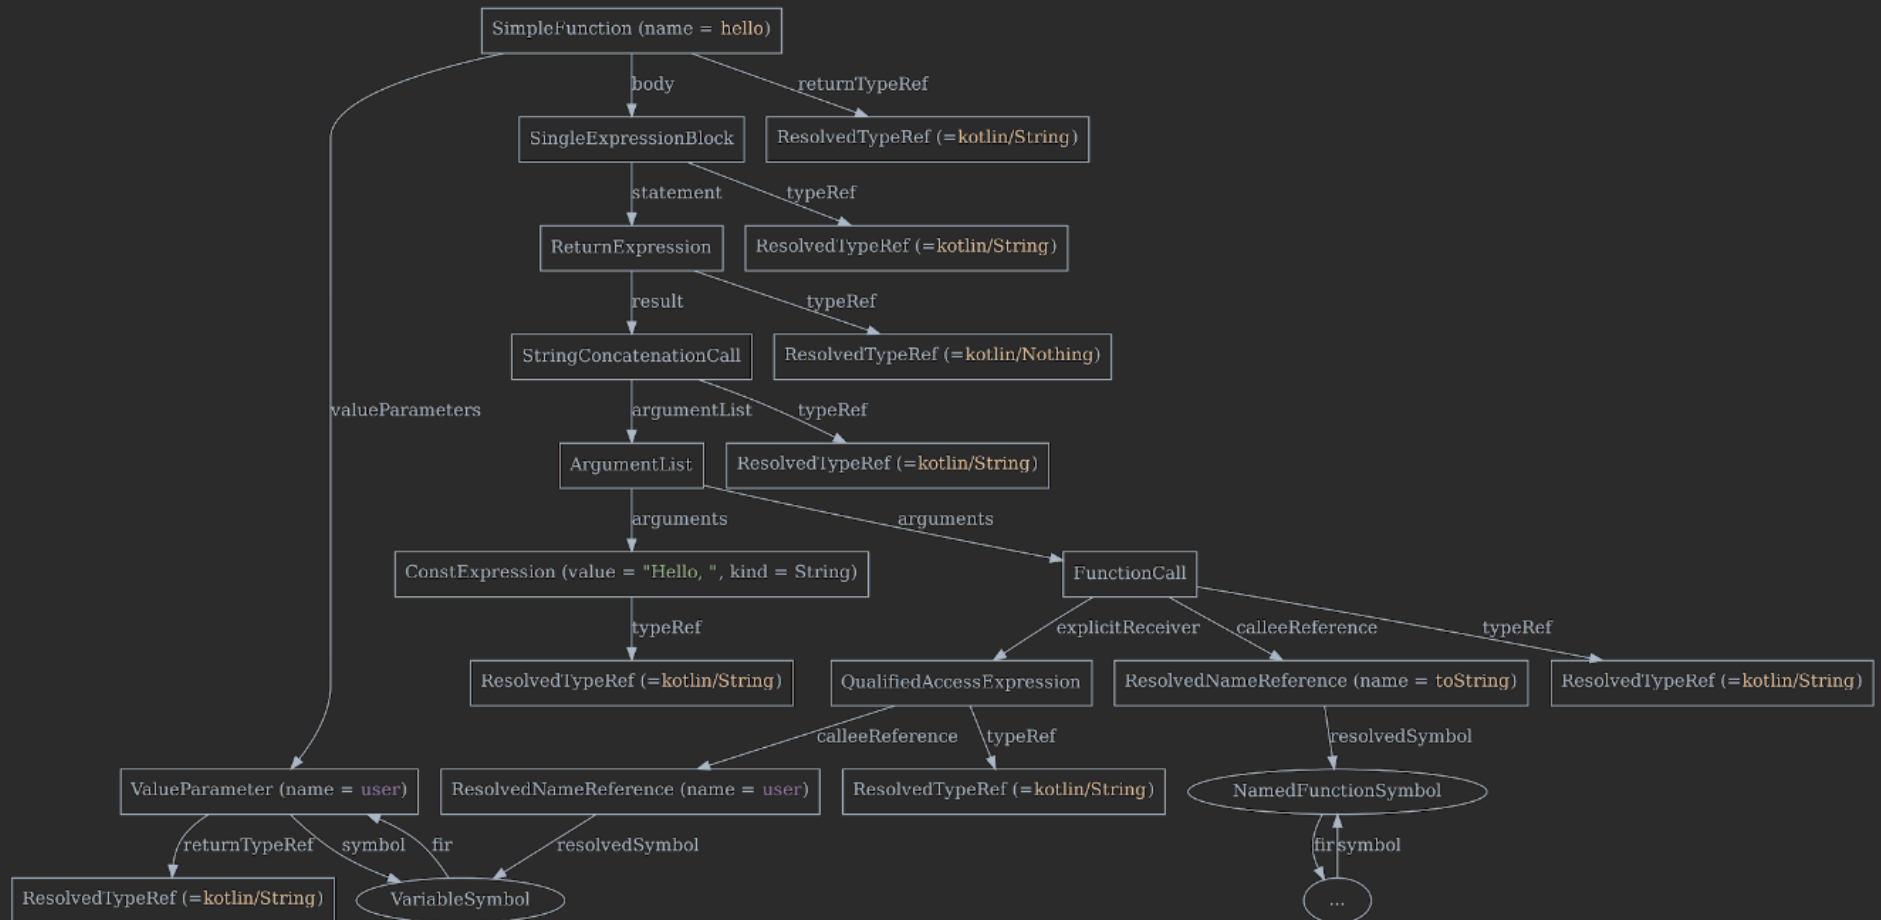 SimpleFunction (name = hello)
body
returnTypeRef
SingleExpressionBlock
ResolvedTypeRef (=kotlin/String)
statement
typeRef
ReturnExpression
ResolvedTypeRef (=kotlin/String)
result
typeRef
StringConcatenationCall
ResolvedTypeRef (=kotlin/Nothing)
valueParameters
argumentList
typeRef
ArgumentList
ResolvedTypeRef (=kotlin/String)
arguments
arguments
ConstExpression (value = "Hello, ", kind = String)
FunctionCall
typeRef
explicitReceiver
calleeReference
typeRef
ResolvedTypeRef (=kotlin/String)
QualifiedAccessExpression
ResolvedNameReference (name = toString)
ResolvedTypeRef (=kotlin/String)
calleeReference
typeRef
resolvedSymbol
ValueParameter (name = user)
ResolvedNameReference (name = user)
ResolvedTypeRef (=kotlin/String)
NamedFunctionSymbol
returnTypeRef
symbol
fir
resolvedSymbol
fir
symbol
ResolvedTypeRef (=kotlin/String)
VariableSymbol
...